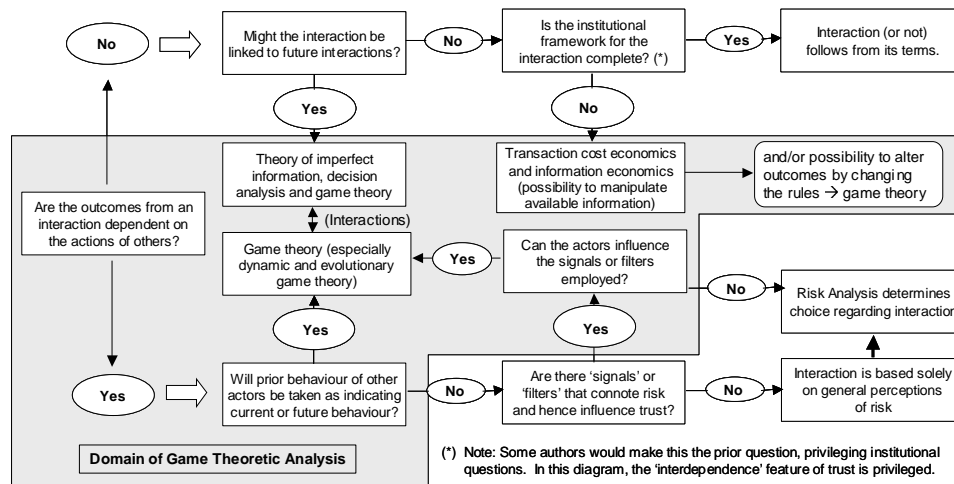 No
Might the interaction be
linked to future interactions?
No
Is the institutional
framework for the
interaction complete? (*)
Yes
Interaction (or not)
follows from its terms.
Yes
No
Theory of imperfect
information, decision
analysis and game theory
Transaction cost economics
and information economics
(possibility to manipulate
available information)
and/or possibility to alter
outcomes by changing
the rules → game theory
Are the outcomes from an
interaction dependent on
the actions of others?
(Interactions)
Game theory (especially
dynamic and evolutionary
game theory)
Yes
Can the actors influence
the signals or filters
employed?
No
Risk Analysis determines
choice regarding interaction
Yes
Yes
Yes
Will prior behaviour of other
actors be taken as indicating
current or future behaviour?
No
Are there ‘signals’ or
‘filters’ that connote risk
and hence influence trust?
No
Interaction is based solely
on general perceptions
of risk
Domain of Game Theoretic Analysis
(*) Note: Some authors would make this the prior question, privileging institutional
questions. In this diagram, the ‘interdependence’ feature of trust is privileged.